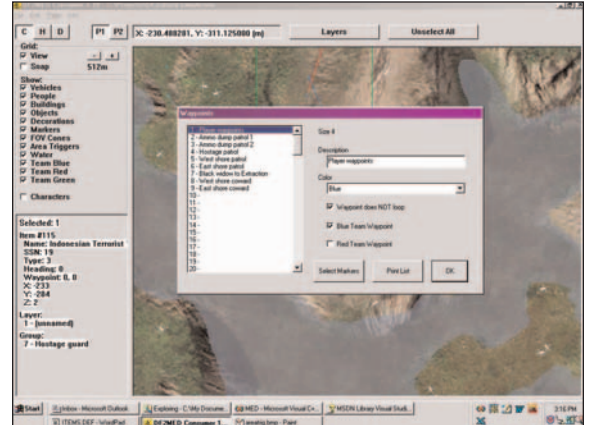 C H D P1 P2 X: -230.488281, Y: -311.125000 (m) Layers Unselect All
Grid:
View - +
Snap 512m
Show:
Vehicles
People
Buildings
Objects
Decorations
Markers
FOV Cones
Area Triggers
Water
Team Blue
Team Red
Team Green
Characters
Selected: 1
Item #115
Name: Indonesian Terrorist
SSN: 19
Type: 3
Heading: 0
Waypoint: 0, 0
X: -233
Y: -284
Z: 2
Layer:
1 - (unnamed)
Group:
7 - Hostage guard
Waypoints
1 - Player waypoints
2 - Ammo dump patrol 1
3 - Ammo dump patrol 2
4 - Hostage patrol
5 - West shore patrol
6 - East shore patrol
7 - Black widow to Extraction
8 - West shore coward
9 - East shore coward
10 -
11 -
12 -
13 -
14 -
15 -
16 -
17 -
18 -
19 -
20 -
Size 4
Description
Player waypoints
Color
Blue
Waypoint does NOT loop
Blue Team Waypoint
Red Team Waypoint
Select Markers Print List OK
Start Inbox - Microsoft Outlook Exploring - C:\My Docume... MED - Microsoft Visual C+... MSDN Library Visual Studi... 3:16 PM
ITEMS.DEF - WordPad DF2MED Consumer 1... - Paint